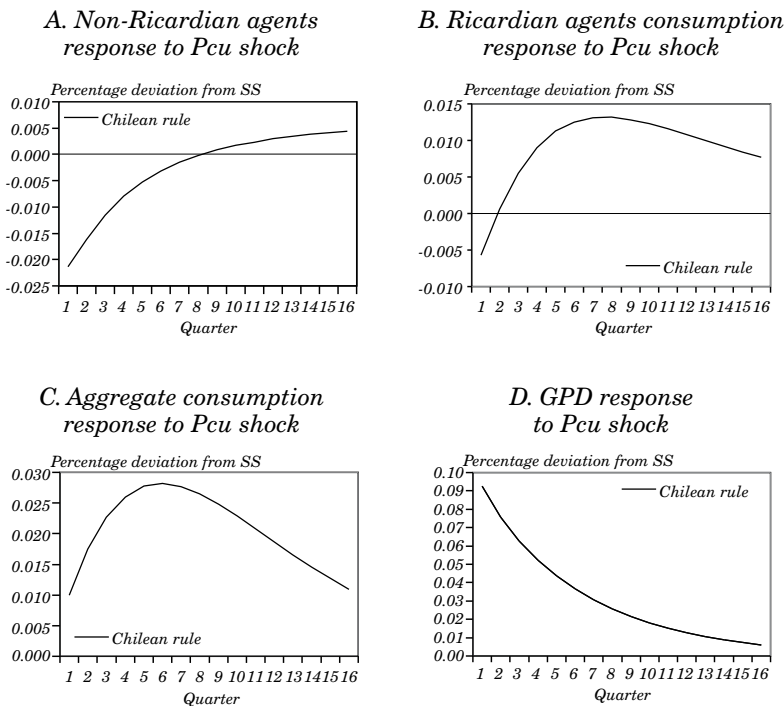 A. Non-Ricardian agents
response to Pcu shock
Percentage deviation from SS
0.010
0.005
0.000
-0.005
-0.010
-0.015
-0.020
-0.025
Chilean rule
1 2 3 4 5 6 7 8 9 10 11 12 13 14 15 16
Quarter
B. Ricardian agents consumption
response to Pcu shock
Percentage deviation from SS
0.015
0.010
0.005
0.000
-0.005
-0.010
Chilean rule
1 2 3 4 5 6 7 8 9 10 11 12 13 14 15 16
Quarter
C. Aggregate consumption
response to Pcu shock
Percentage deviation from SS
0.030
0.025
0.020
0.015
0.010
0.005
0.000
Chilean rule
1 2 3 4 5 6 7 8 9 10 11 12 13 14 15 16
Quarter
D. GPD response
to Pcu shock
Percentage deviation from SS
0.10
0.09
0.08
0.07
0.06
0.05
0.04
0.03
0.02
0.01
0.00
Chilean rule
1 2 3 4 5 6 7 8 9 10 11 12 13 14 15 16
Quarter